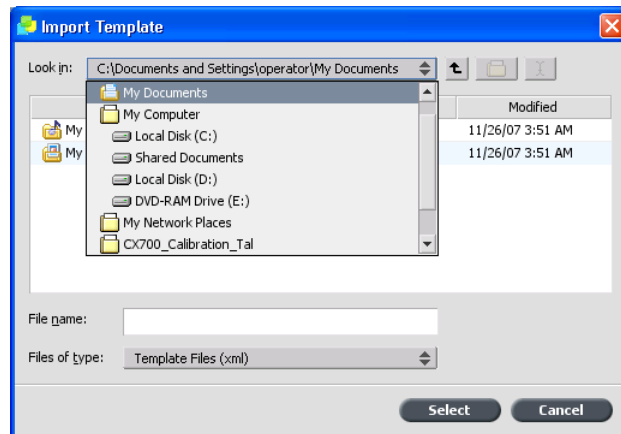 Import Template
Look in: C:\Documents and Settings\operator\My Documents
My Documents
Modified
My Computer
My 11/26/07 3:51 AM
Local Disk (C:)
My 11/26/07 3:51 AM
Shared Documents
Local Disk (D:)
DVD-RAM Drive (E:)
My Network Places
CX700_Calibration_Tal
File name:
Files of type: Template Files (xml)
Select Cancel